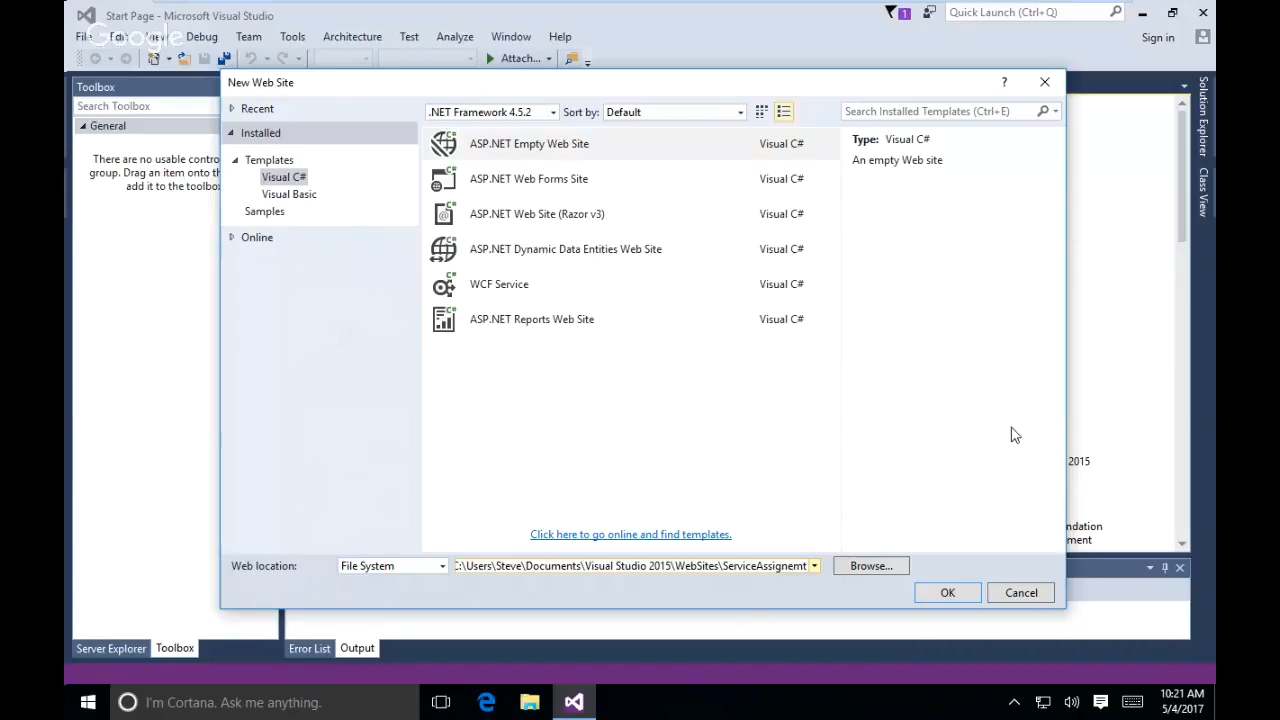 Start Page - Microsoft Visual Studio
1
Quick Launch (Ctrl+Q)
Google
Debug
Team
Tools
Architecture
Test
Analyze
Window
Help
Sign in
Attach...
Toolbox
Search Toolbox
General
There are no usable contro
group. Drag an item onto th
add it to the toolbo
New Web Site
?
Recent
Installed
Templates
Visual C#
Visual Basic
Samples
Online
.NET Framework 4.5.2
Sort by:
Default
Search Installed Templates (Ctrl+E)
ASP.NET Empty Web Site
Visual C#
ASP.NET Web Forms Site
Visual C#
ASP.NET Web Site (Razor v3)
Visual C#
ASP.NET Dynamic Data Entities Web Site
Visual C#
WCF Service
Visual C#
ASP.NET Reports Web Site
Visual C#
Type: Visual C#
An empty Web site
Click here to go online and find templates.
Web location:
File System
:\Users\Steve\Documents\Visual Studio 2015\WebSites\ServiceAssignemt
Browse...
OK
Cancel
Solution Explorer
Class View
2015
ndation
ment
Server Explorer
Toolbox
Error List
Output
I'm Cortana. Ask me anything.
10:21 AM
5/4/2017